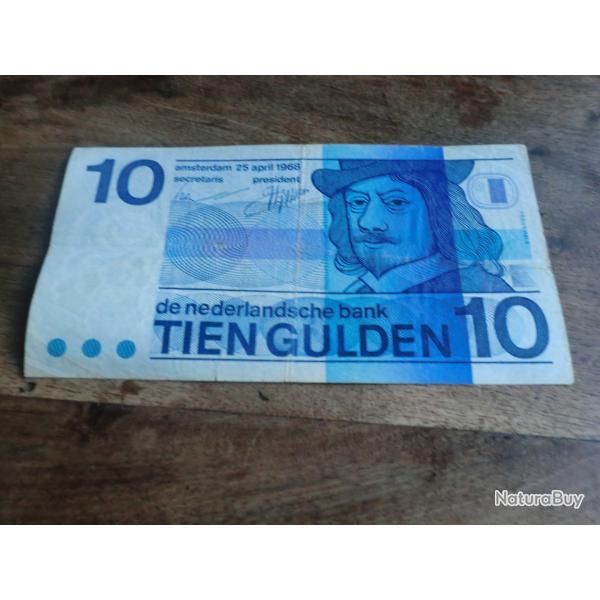 10
amsterdam 25 april 1968
secretaris president
de nederlandsche bank
TIEN GULDEN 10
NaturaBuy